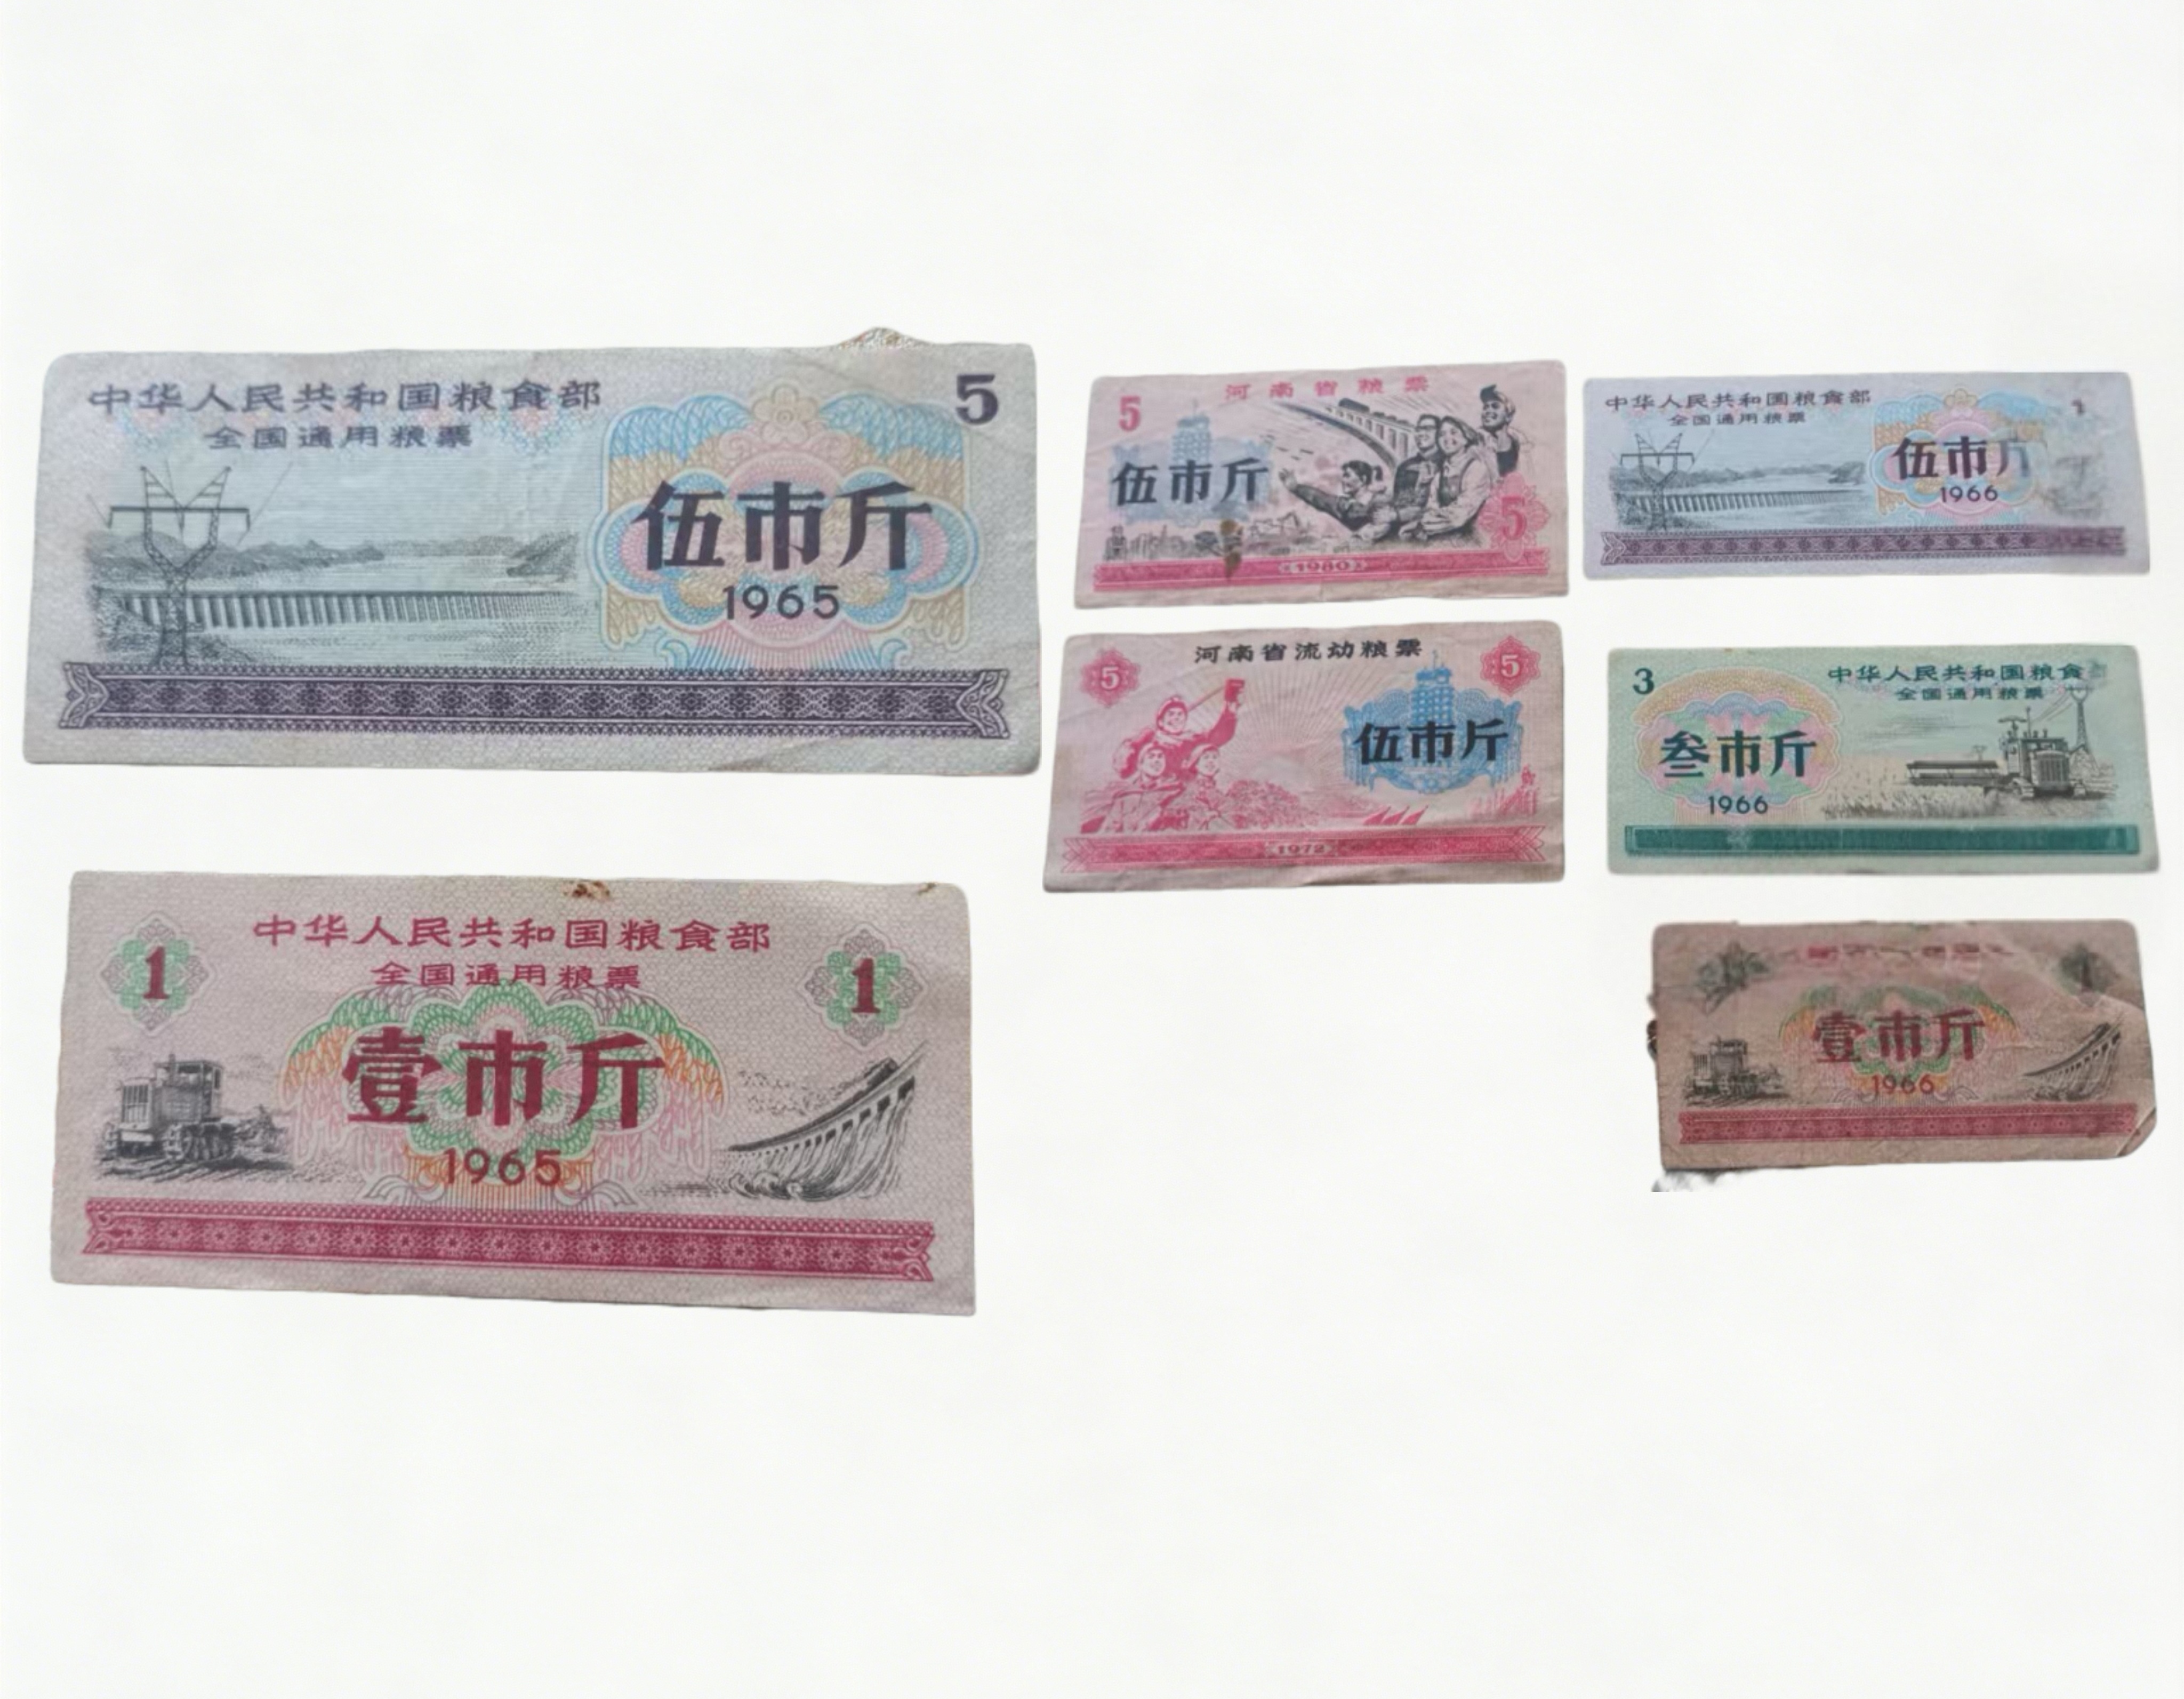 中华人民共和国粮食部
5
全国通用粮票
伍市斤
1965
中华人民共和国粮食部
1
1
全国通用粮票
壹市斤
1965
河南省粮票
5
伍市斤
5
1980
河南省流动粮票
5
5
伍市斤
1972
中华人民共和国粮食部
全国通用粮票
伍市斤
1966
3
中华人民共和国粮食
全国通用粮票
叁市斤
1966
1
壹市斤
1966